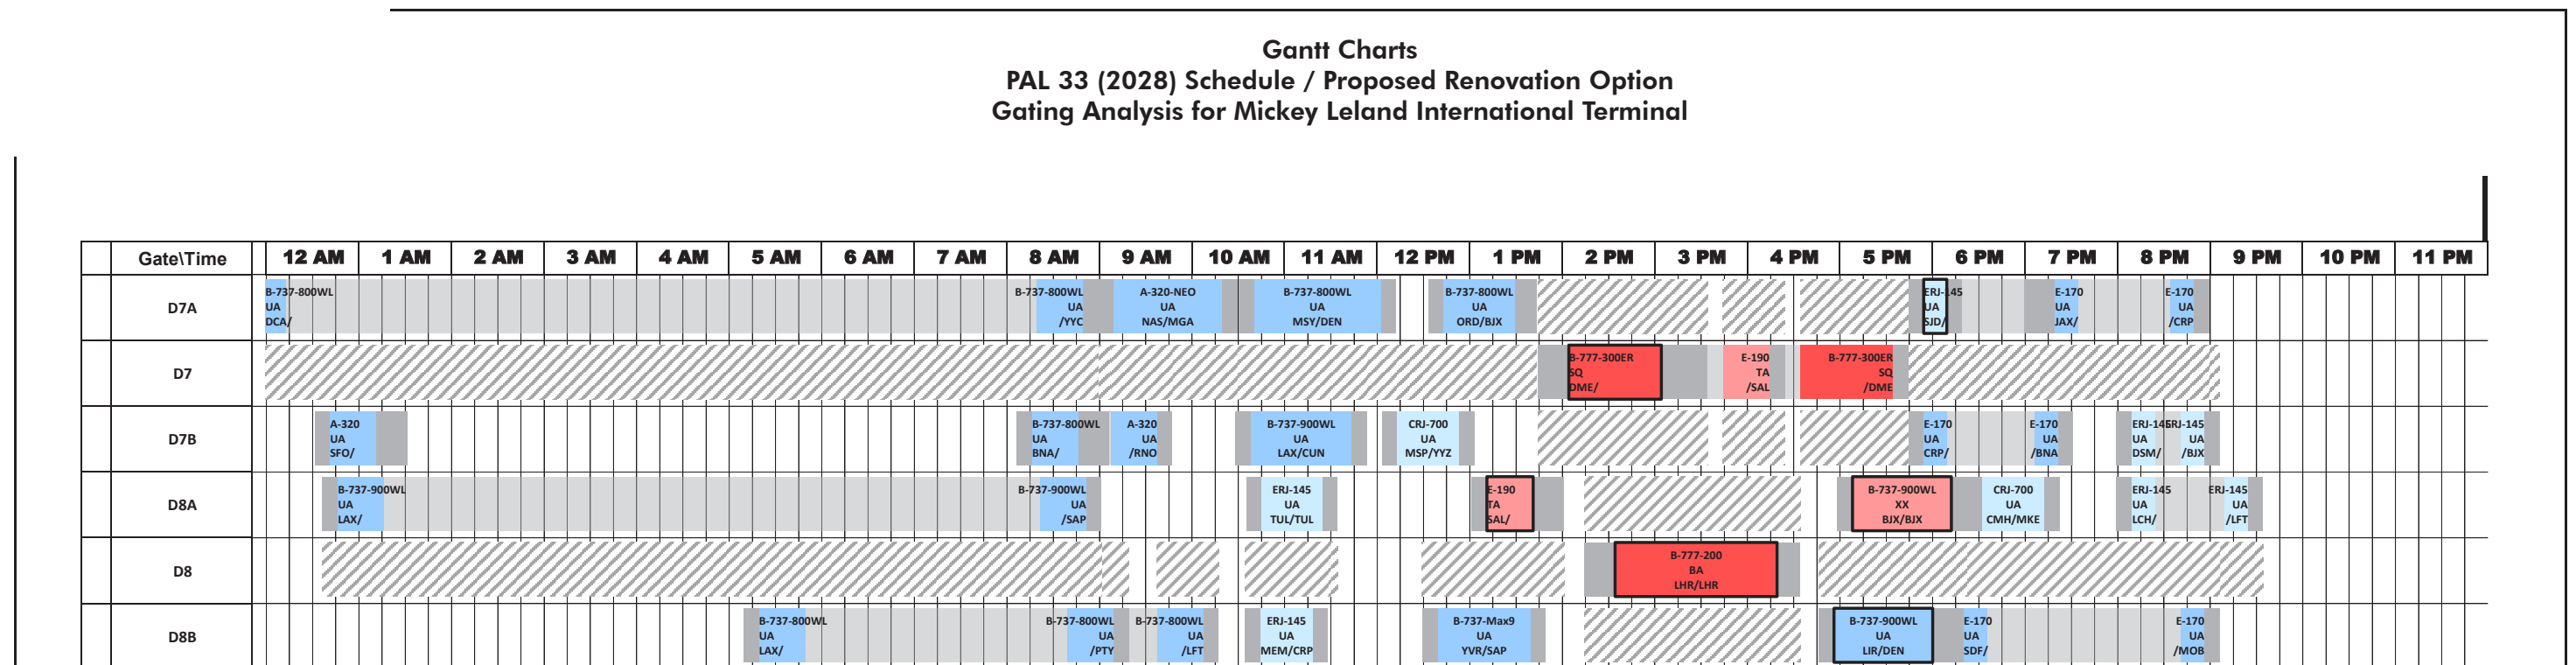 Gantt Charts
PAL 33 (2028) Schedule / Proposed Renovation Option
Gating Analysis for Mickey Leland International Terminal
Gate\Time 12 AM 1 AM 2 AM 3 AM 4 AM 5 AM 6 AM 7 AM 8 AM 9 AM 10 AM 11 AM 12 PM 1 PM 2 PM 3 PM 4 PM 5 PM 6 PM 7 PM 8 PM 9 PM 10 PM 11 PM
D7A
B-737-800WL
UA
DCA/
B-737-800WL
UA
/YYC
A-320-NEO
UA
NAS/MGA
B-737-800WL
UA
MSY/DEN
B-737-800WL
UA
ORD/BJX
ERJ-145
UA
SJD/
E-170
UA
JAX/
E-170
UA
/CRP
D7
B-777-300ER
SQ
DME/
E-190
TA
/SAL
B-777-300ER
SQ
/DME
D7B
A-320
UA
SFO/
B-737-800WL
UA
BNA/
A-320
UA
/RNO
B-737-900WL
UA
LAX/CUN
CRJ-700
UA
MSP/YYZ
E-170
UA
CRP/
E-170
UA
/BNA
ERJ-145
UA
DSM/
ERJ-145
UA
/BJX
D8A
B-737-900WL
UA
LAX/
B-737-900WL
UA
/SAP
ERJ-145
UA
TUL/TUL
E-190
TA
SAL/
B-737-900WL
XX
BJX/BJX
CRJ-700
UA
CMH/MKE
ERJ-145
UA
LCH/
ERJ-145
UA
/LFT
D8
B-777-200
BA
LHR/LHR
D8B
B-737-800WL
UA
LAX/
B-737-800WL
UA
/PTY
B-737-800WL
UA
/LFT
ERJ-145
UA
MEM/CRP
B-737-Max9
UA
YVR/SAP
B-737-900WL
UA
LIR/DEN
E-170
UA
SDF/
E-170
UA
/MOB